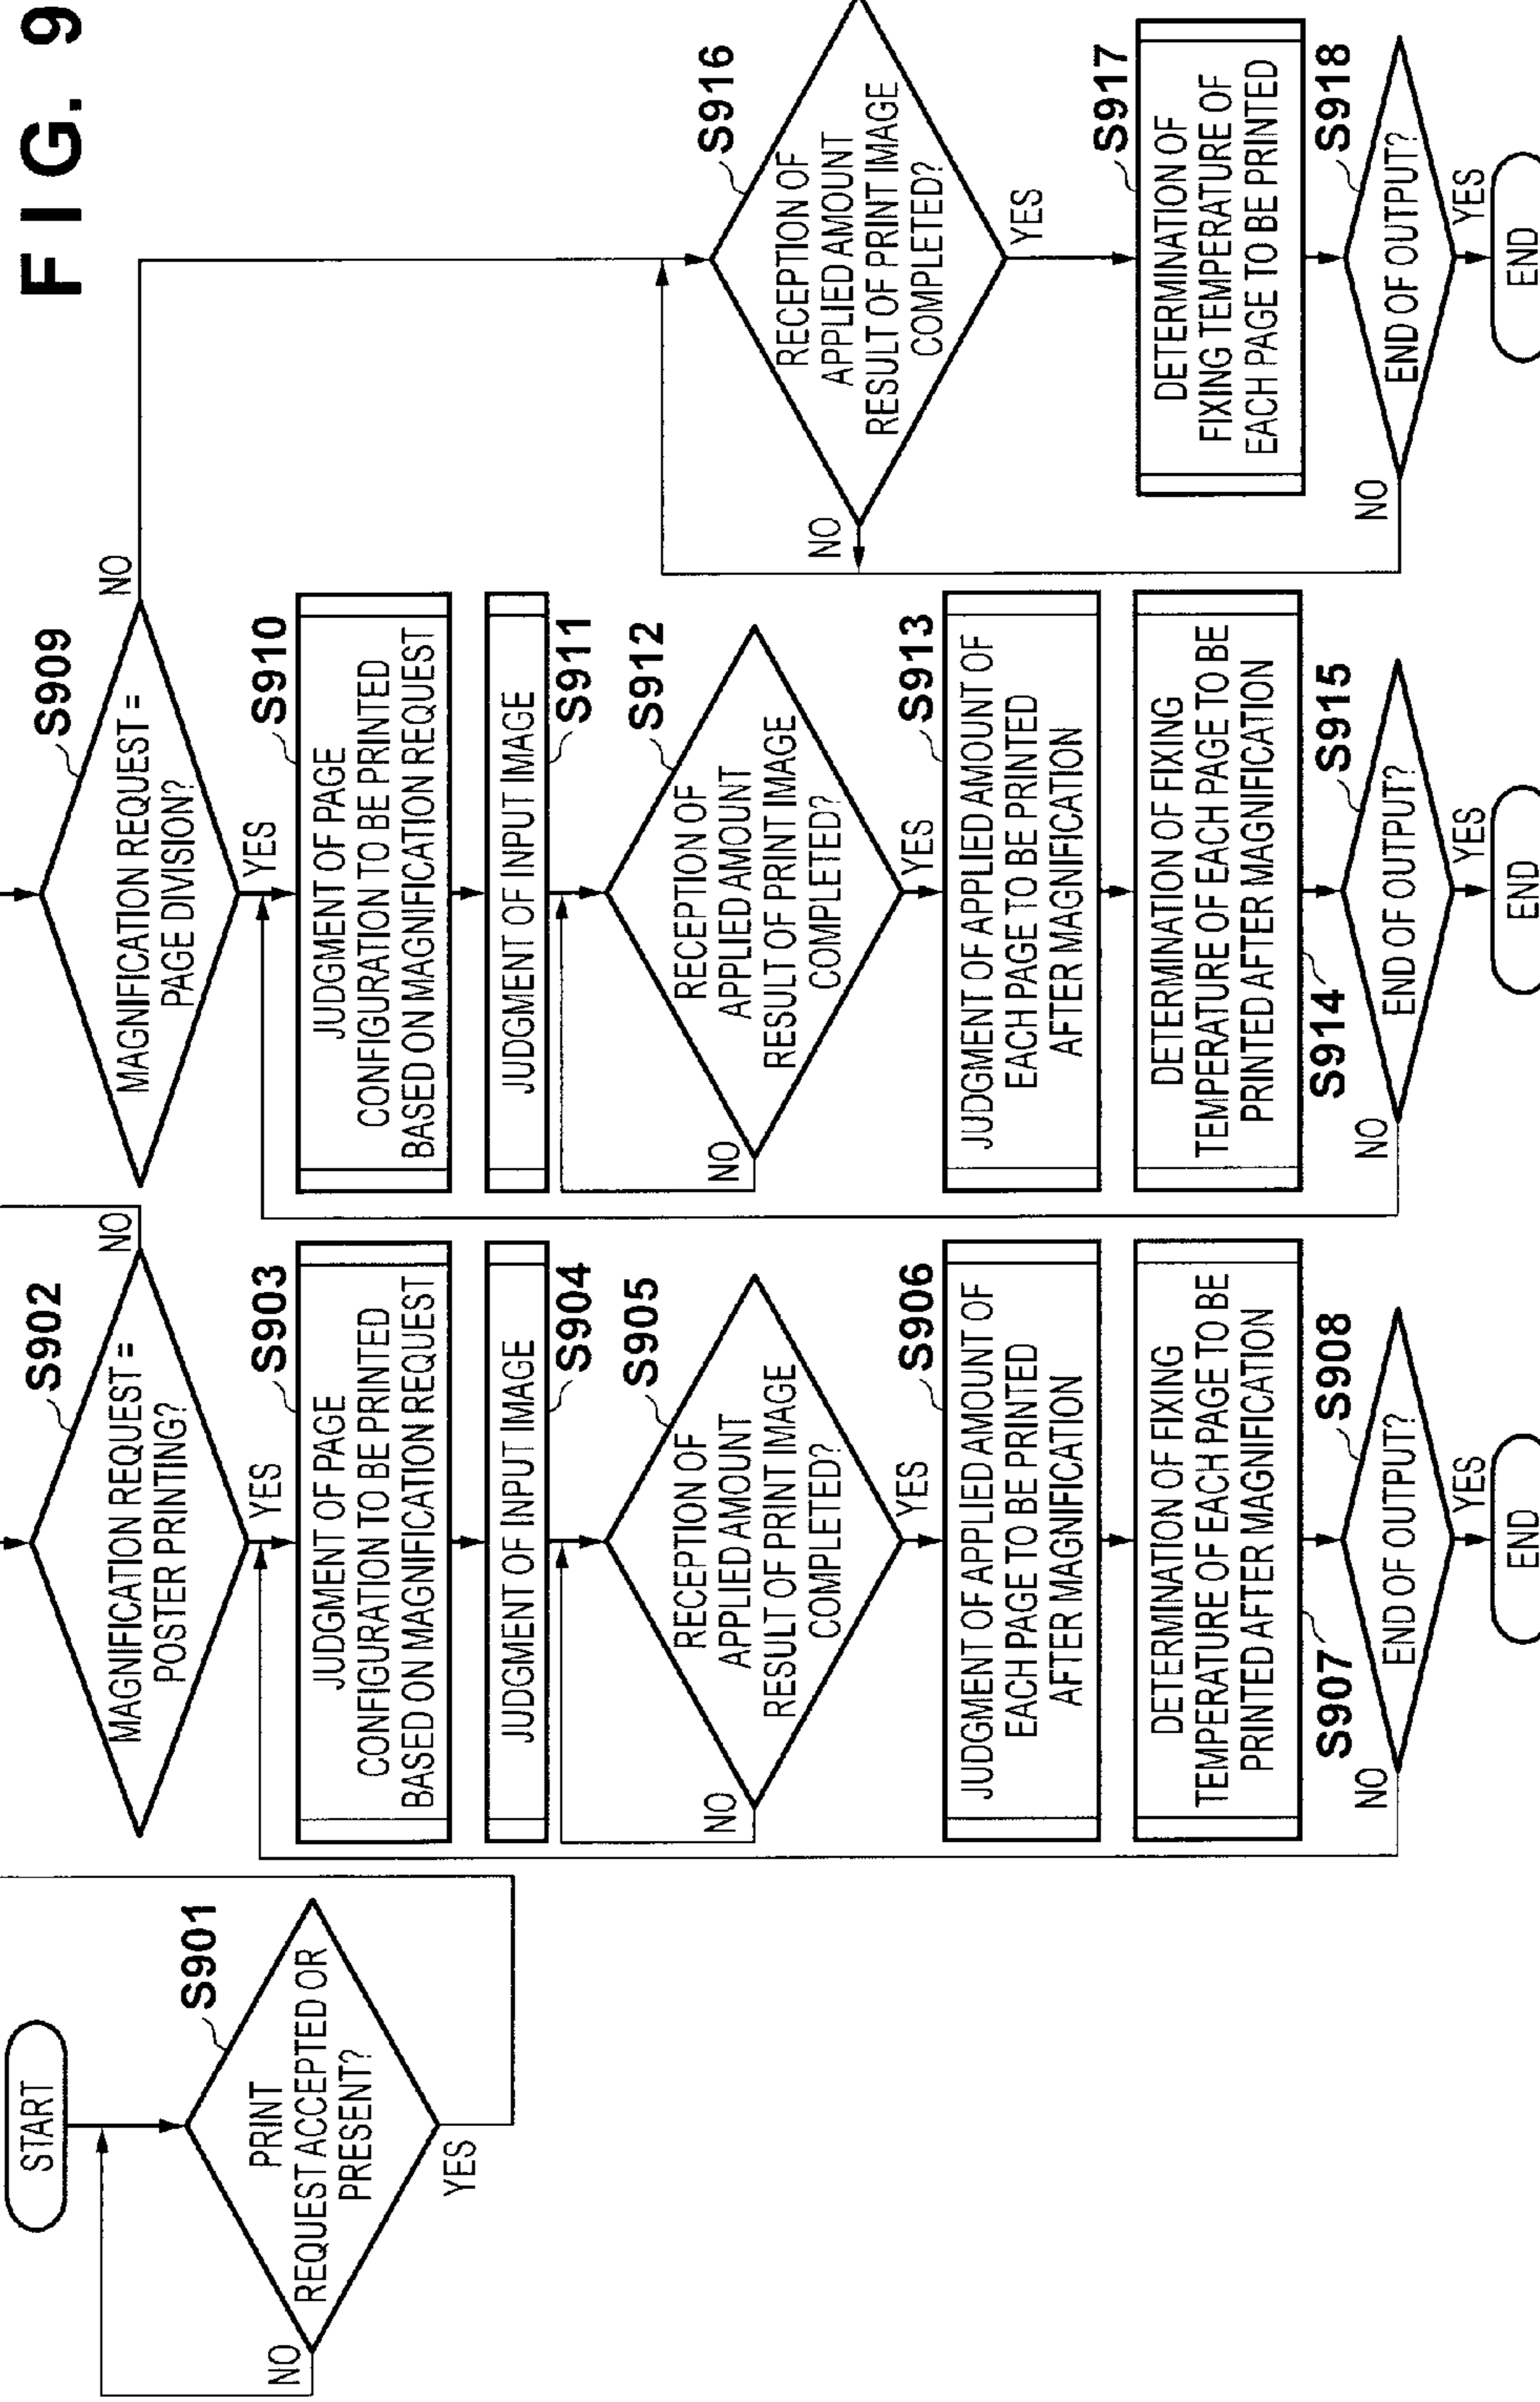 FIG. 9
START
S901
PRINT
REQUEST ACCEPTED OR
PRESENT?
NO
YES
S902
MAGNIFICATION REQUEST =
POSTER PRINTING?
NO
YES
S903
JUDGMENT OF PAGE
CONFIGURATION TO BE PRINTED
BASED ON MAGNIFICATION REQUEST
JUDGMENT OF INPUT IMAGE
S904
S905
RECEPTION OF
APPLIED AMOUNT
RESULT OF PRINT IMAGE
COMPLETED?
NO
YES
S906
JUDGMENT OF APPLIED AMOUNT OF
EACH PAGE TO BE PRINTED
AFTER MAGNIFICATION
DETERMINATION OF FIXING
TEMPERATURE OF EACH PAGE TO BE
PRINTED AFTER MAGNIFICATION
S907
S908
END OF OUTPUT?
NO
YES
END
S909
MAGNIFICATION REQUEST =
PAGE DIVISION?
NO
YES
S910
JUDGMENT OF PAGE
CONFIGURATION TO BE PRINTED
BASED ON MAGNIFICATION REQUEST
JUDGMENT OF INPUT IMAGE
S911
S912
RECEPTION OF
APPLIED AMOUNT
RESULT OF PRINT IMAGE
COMPLETED?
NO
YES
S913
JUDGMENT OF APPLIED AMOUNT OF
EACH PAGE TO BE PRINTED
AFTER MAGNIFICATION
DETERMINATION OF FIXING
TEMPERATURE OF EACH PAGE TO BE
PRINTED AFTER MAGNIFICATION
S914
S915
END OF OUTPUT?
NO
YES
END
S916
RECEPTION OF
APPLIED AMOUNT
RESULT OF PRINT IMAGE
COMPLETED?
NO
YES
S917
DETERMINATION OF
FIXING TEMPERATURE OF
EACH PAGE TO BE PRINTED
S918
END OF OUTPUT?
NO
YES
END